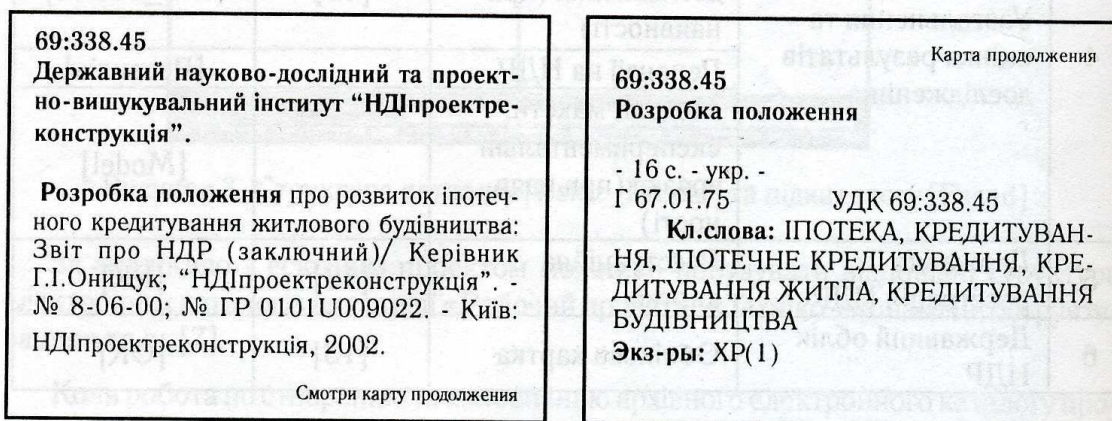 69:338.45
Державний науково-дослідний та проект-
но-вишукувальний інститут “НДІпроектре-
конструкція”.
Розробка положення про розвиток іпотеч-
ного кредитування житлового будівництва:
Звіт про НДР (заключний)/ Керівник
Г.І.Онищук; “НДІпроектреконструкція”. -
№ 8-06-00; № ГР 0101U009022. - Київ:
НДІпроектреконструкція, 2002.
Смотри карту продолжения
Карта продолжения
69:338.45
Розробка положення
16 с. - укр. -
Г 67.01.75 УДК 69:338.45
Кл.слова: ІПОТЕКА, КРЕДИТУВАН-
НЯ, ІПОТЕЧНЕ КРЕДИТУВАННЯ, КРЕ-
ДИТУВАННЯ ЖИТЛА, КРЕДИТУВАННЯ
БУДІВНИЦТВА
Экз-ры: ХР(1)